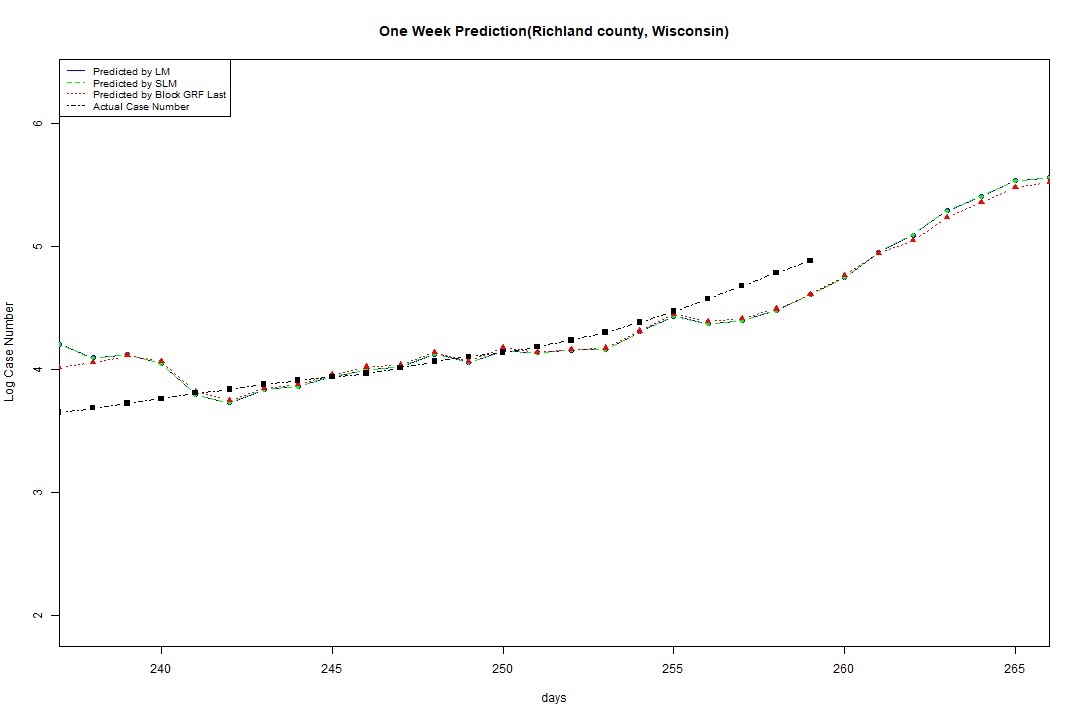 One Week Prediction(Richland county, Wisconsin)
Predicted by LM
Predicted by SLM
Predicted by Block GRF Last
Actual Case Number
6
5
4
3
2
Log Case Number
240 245 250 255 260 265
days